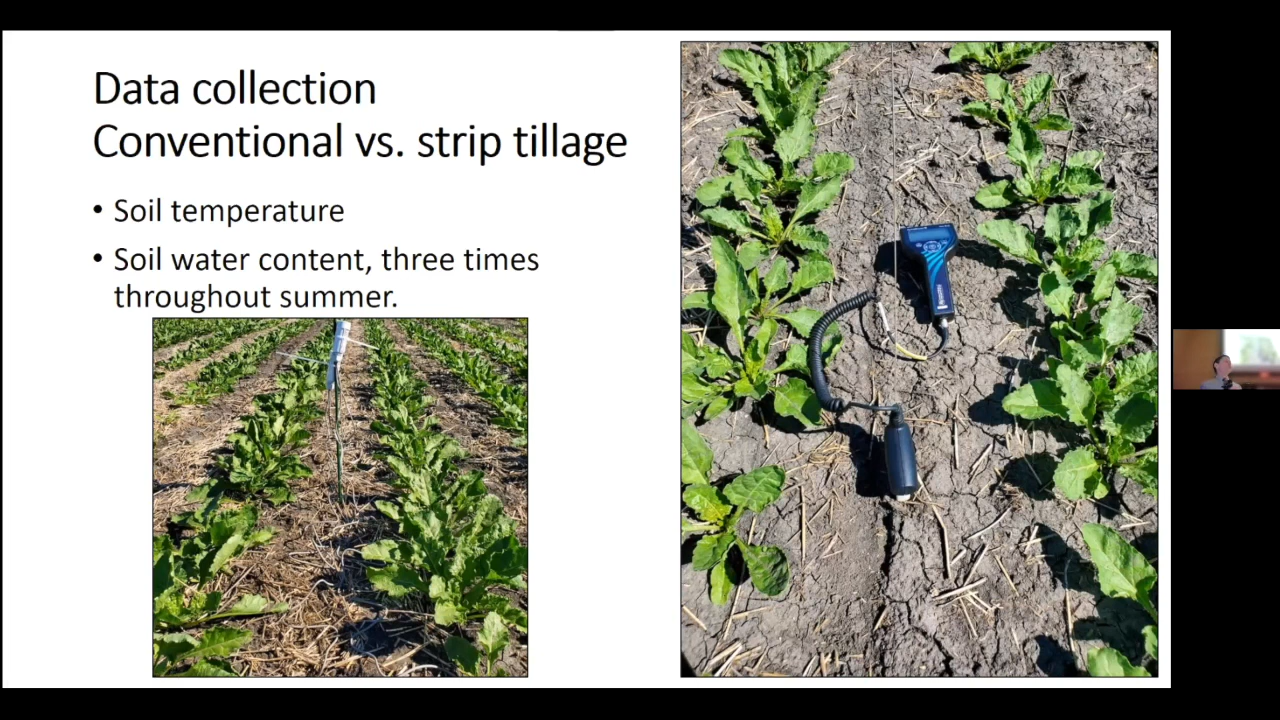 Data collection
Conventional vs. strip tillage
• Soil temperature
• Soil water content, three times
throughout summer.